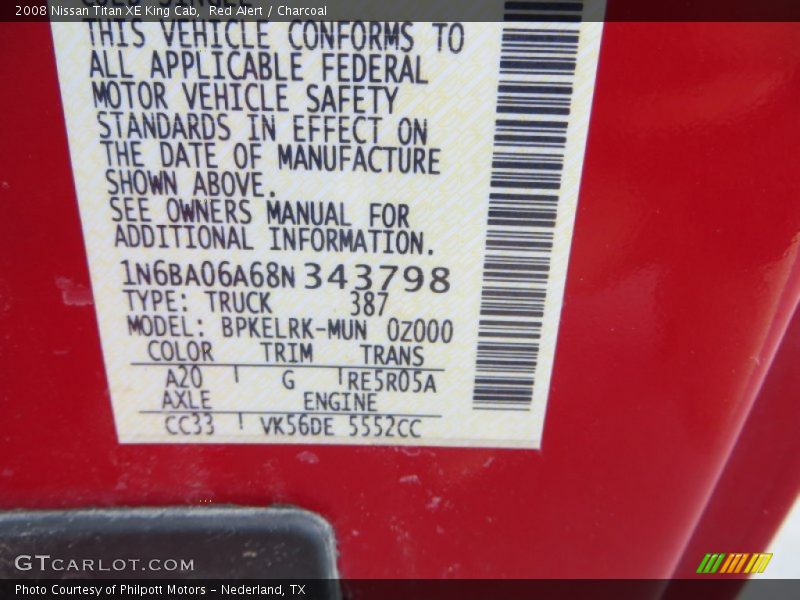 2008 Nissan Titan XE King Cab, Red Alert / Charcoal
THIS VEHICLE CONFORMS TO
ALL APPLICABLE FEDERAL
MOTOR VEHICLE SAFETY
STANDARDS IN EFFECT ON
THE DATE OF MANUFACTURE
SHOWN ABOVE.
SEE OWNERS MANUAL FOR
ADDITIONAL INFORMATION.
1N6BA06A68N343798
TYPE: TRUCK 387
MODEL: BPKELRK-MUN 0Z000
COLOR TRIM TRANS
A20 G RE5R05A
AXLE ENGINE
CC33 VK56DE 5552CC
GTCARLOT.COM
Photo Courtesy of Philpott Motors - Nederland, TX